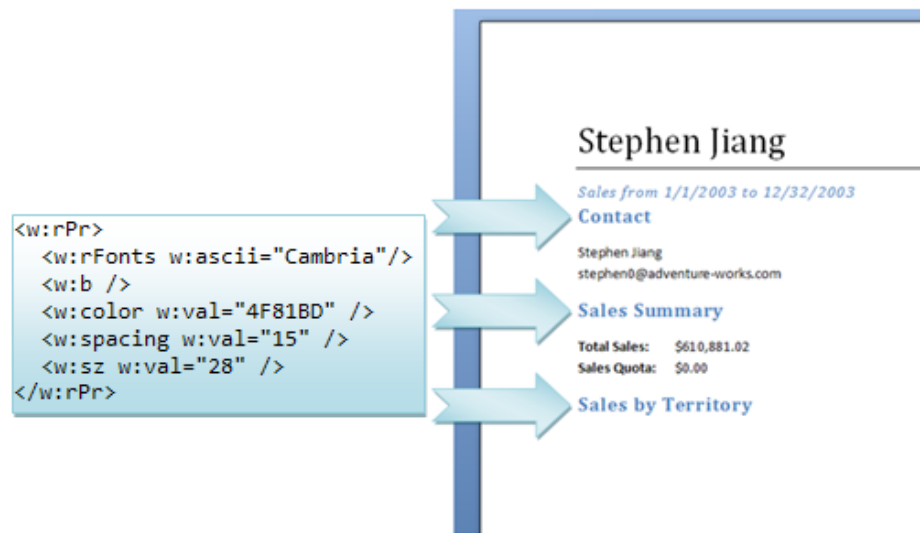 Stephen Jiang
Sales from 1/1/2003 to 12/32/2003
Contact
Stephen Jiang
stephen0@adventure-works.com
Sales Summary
Total Sales: $610,881.02
Sales Quota: $0.00
Sales by Territory
<w:rPr>
<w:rFonts w:ascii="Cambria"/>
<w:b />
<w:color w:val="4F81BD" />
<w:spacing w:val="15" />
<w:sz w:val="28" />
</w:rPr>